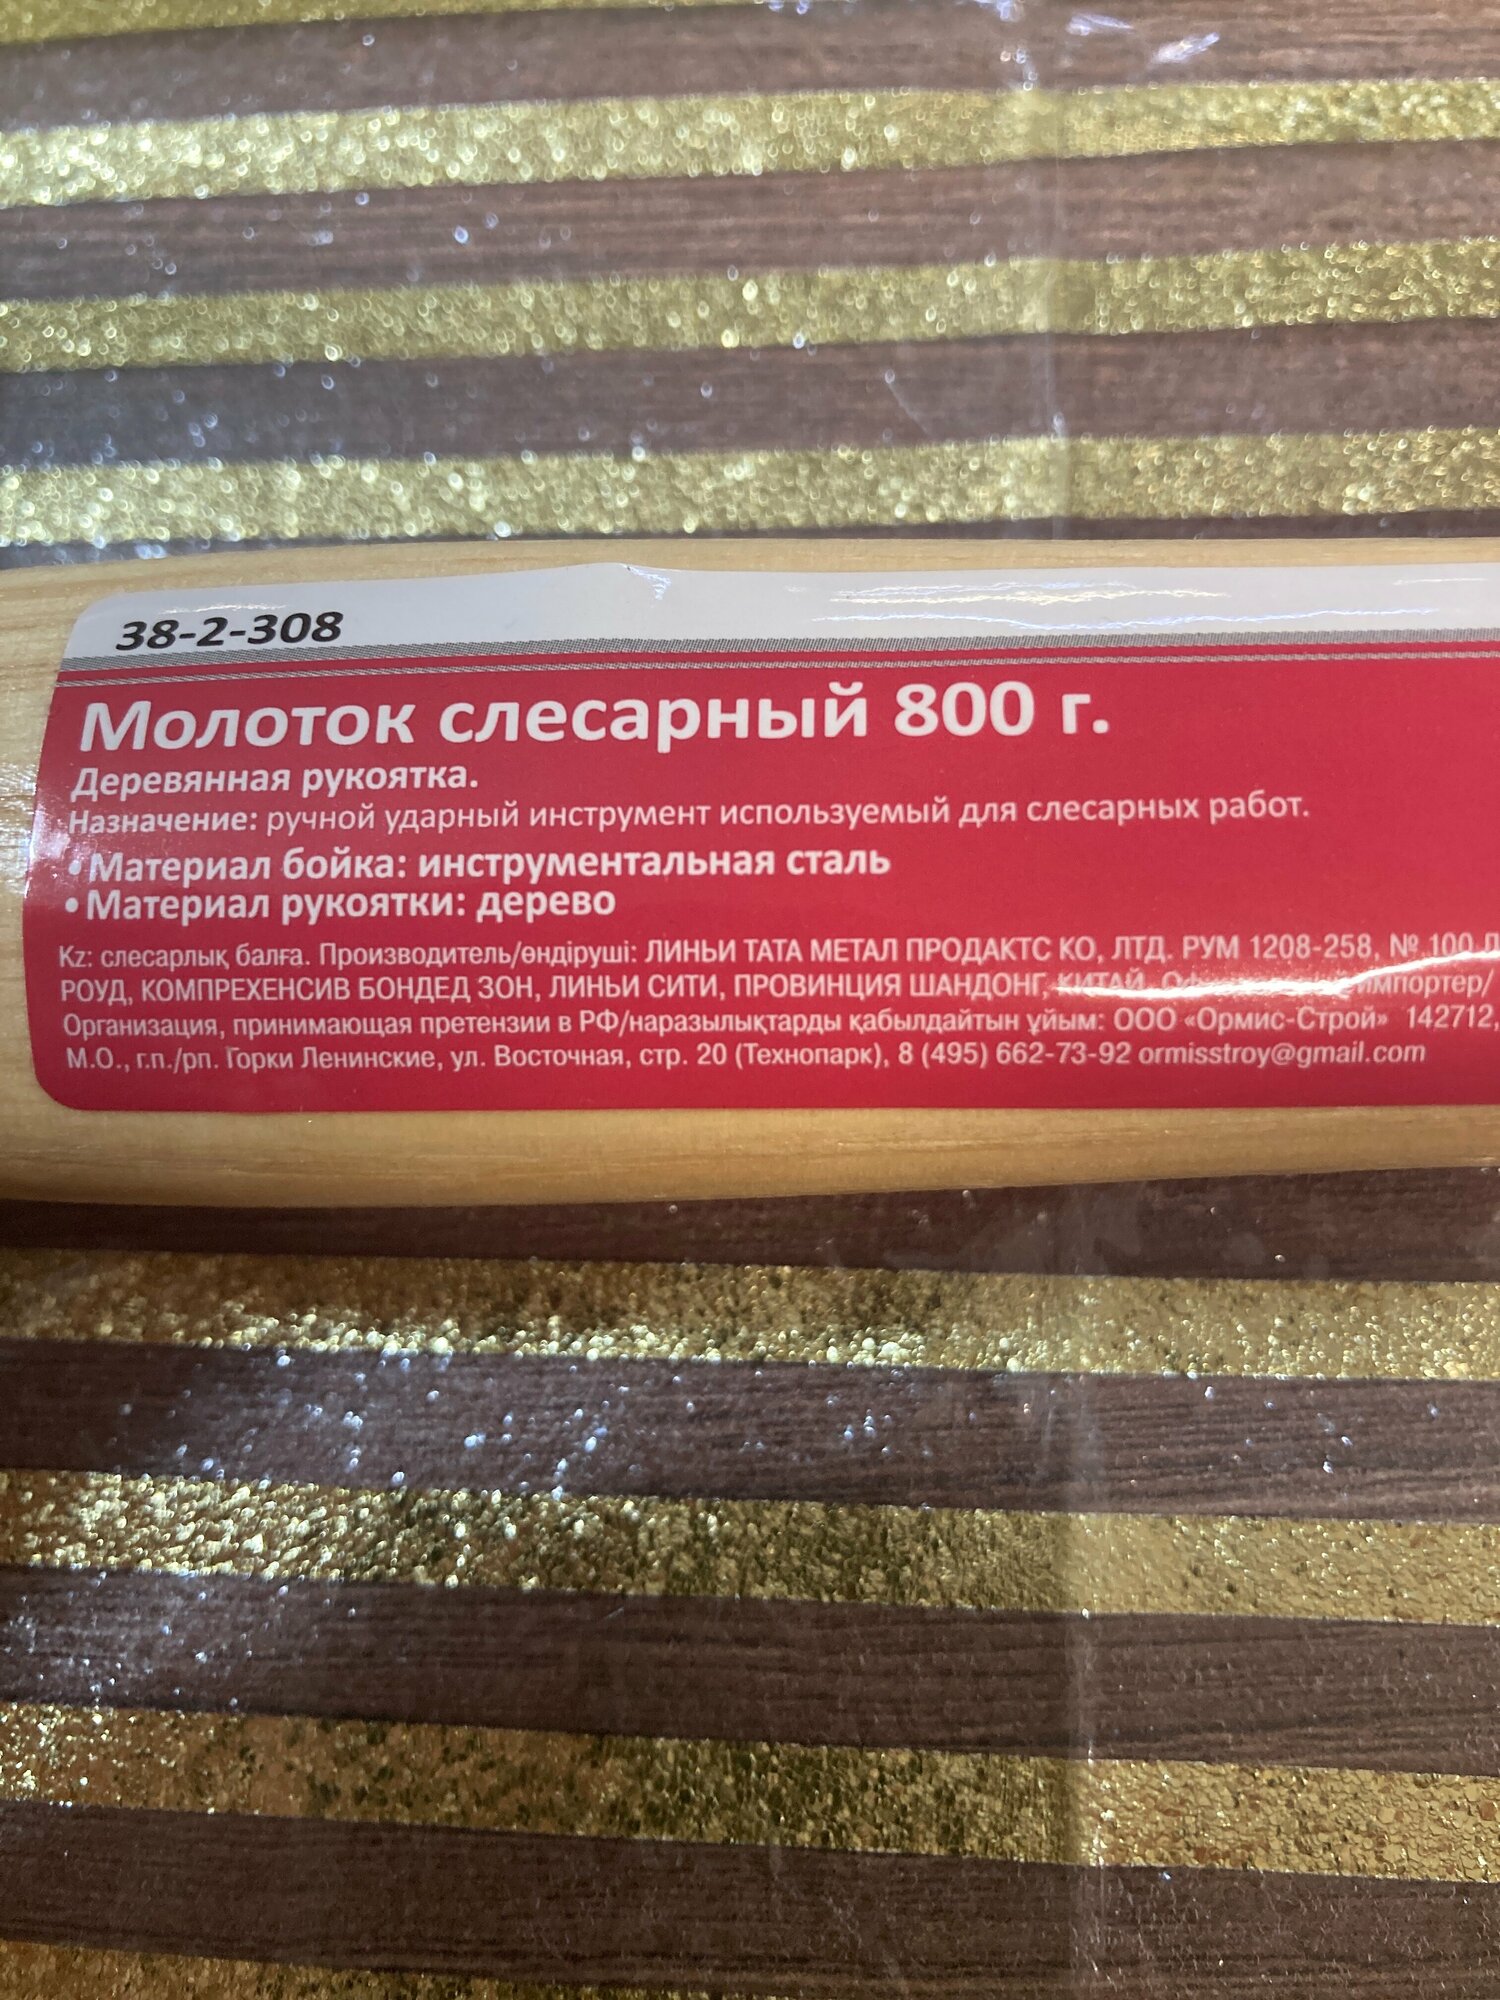 38-2-308
Молоток слесарный 800 г.
Деревянная рукоятка.
Назначение: ручной ударный инструмент используемый для слесарных работ.
• Материал бойка: инструментальная сталь
• Материал рукоятки: дерево
Kz: слесарлық балға. Производитель/өндіруші: ЛИНЬИ ТАТА МЕТАЛ ПРОДАКТС КО, ЛТД. РУМ 1208-258, № 100
РОУД, КОМПРЕХЕНСИВ БОНДЕД ЗОН, ЛИНЬИ СИТИ, ПРОВИНЦИЯ ШАНДОНГ, КИТАЙ. импортер/
Организация, принимающая претензии в РФ/наразылықтарды қабылдайтын ұйым: ООО «Ормис-Строй» 142712,
М.О., г.п./рп. Горки Ленинские, ул. Восточная, стр. 20 (Технопарк), 8 (495) 662-73-92 ormisstroy@gmail.com